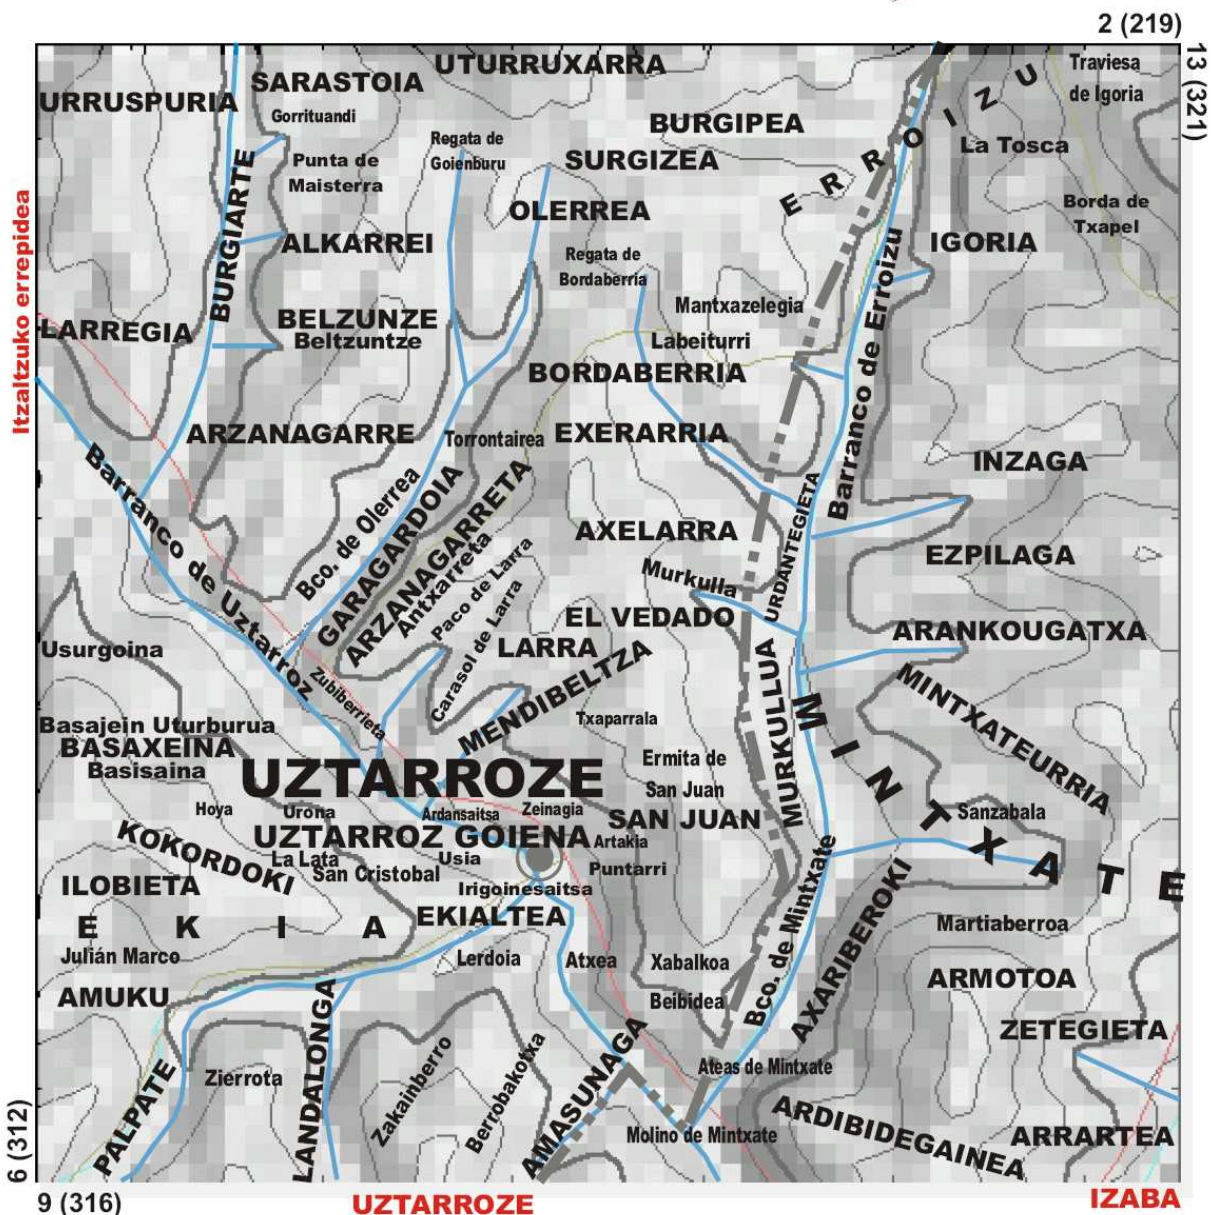 2 (219)
13 (321)
UTURRUXARRA
Traviesa
de Igoria
SARASTOIA
URRUSPURIA
Gorrituandi
BURGIPEA
ERROIZU
La Tosca
Regata de
Goienburu
SURGIZEA
Punta de
Maisterra
BURGIARTE
OLERREA
Borda de
Txapel
ALKARREI
IGORIA
Regata de
Bordaberria
Itzaltzuko errepidea
Mantxazelegia
BELZUNZE
Beltzuntze
LARREGIA
Labeiturri
Barranco de Erroizu
BORDABERRIA
ARZANAGARRE
Torrontairea
EXERARRIA
INZAGA
Barranco de Uztarroz
Bco. de Olerrea
GARAGARDOIA
ARZANAGARRETA
Antxarreta
Paco de Larra
Carasol de Larra
AXELARRA
URDANTEGIETA
EZPILAGA
Murkulla
EL VEDADO
ARANKOUGATXA
LARRA
Usurgoina
Zubiberrieta
MENDIBELTZA
MURKULLUA
MINTXATE
MINTXATEURRIA
Txaparrala
Basajein Uturburua
BASAXEINA
Basisaina
Ermita de
San Juan
UZTARROZE
Hoya
Urona
Ardansaitsa
Zeinagia
SAN JUAN
Sanzabala
KOKORDOKI
UZTARROZ GOIENA
Artakia
La Lata
Usia
San Cristobal
Puntarri
ILOBIETA
Irigoinesaitsa
Bco. de Mintxate
AXARIBEROKI
EKIA
EKIALTEA
Martiaberroa
Julián Marco
Lerdoia
Atxea
Xabalkoa
ARMOTOA
AMUKU
Beibidea
LANDALONGA
ZETEGIETA
PALPATE
Zierrota
Zakainberro
Berrobakotxa
AMASUNAGA
Ateas de Mintxate
Molino de Mintxate
ARDIBIDEGAINEA
ARRARTEA
6 (312)
9 (316)
UZTARROZE
IZABA